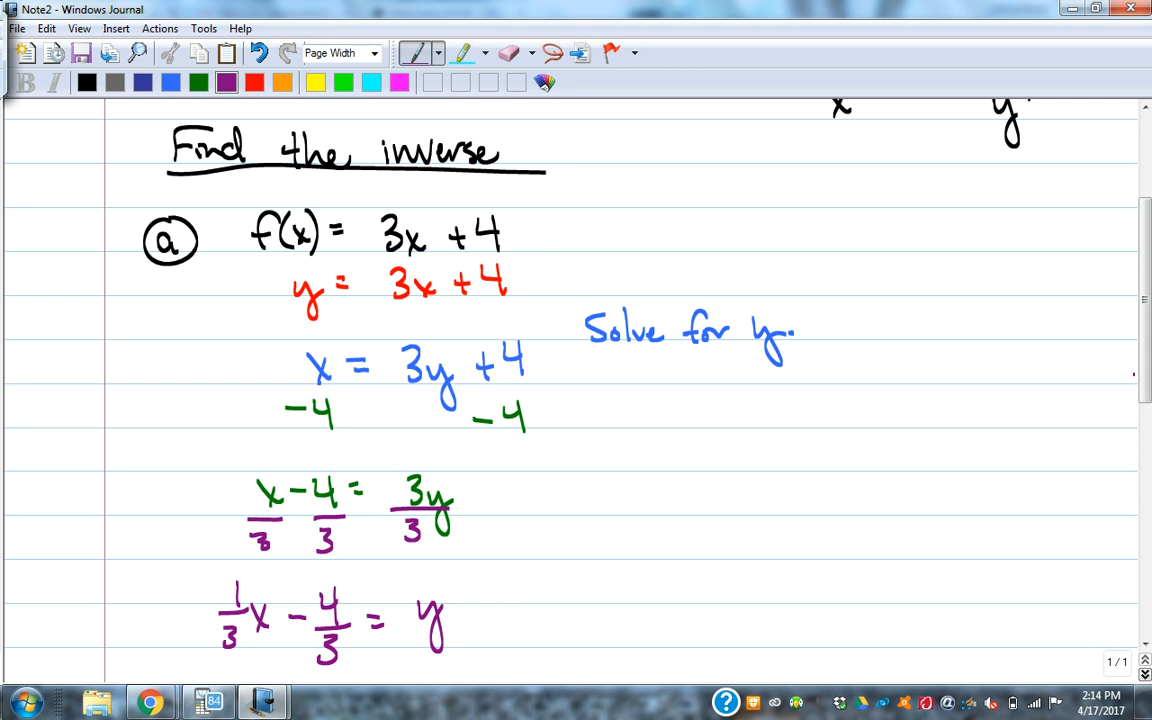 Note2 - Windows Journal
File Edit View Insert Actions Tools Help
Page Width
B I
x y.
Find the inverse
a f(x) = 3x + 4
y = 3x + 4
Solve for y.
x = 3y + 4
-4 -4
x - 4 = 3y
3 3 3
1/3 x - 4/3 = y
1 / 1
84
2:14 PM
4/17/2017